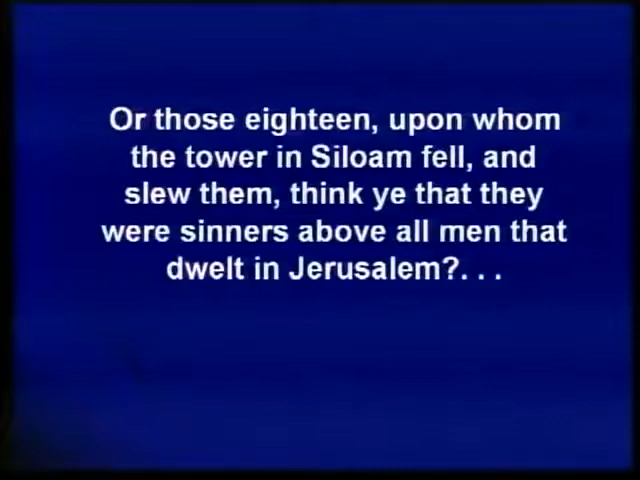 Or those eighteen, upon whom
the tower in Siloam fell, and
slew them, think ye that they
were sinners above all men that
dwelt in Jerusalem?. . .